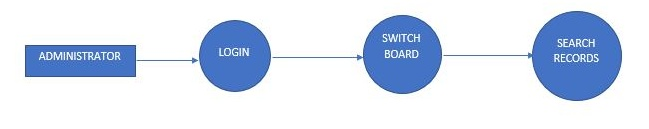 ADMINISTRATOR
LOGIN
SWITCH
BOARD
SEARCH
RECORDS